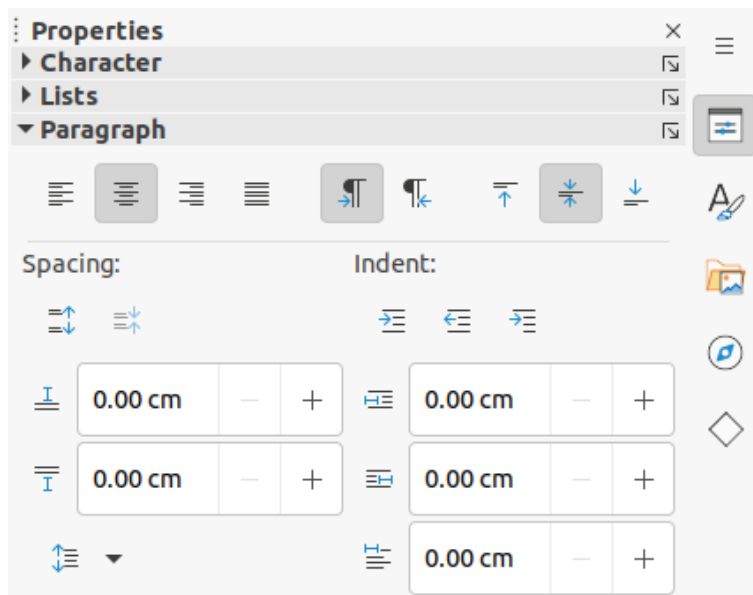 Properties
Character
Lists
Paragraph
Spacing: Indent:
0.00 cm 0.00 cm
0.00 cm 0.00 cm
0.00 cm